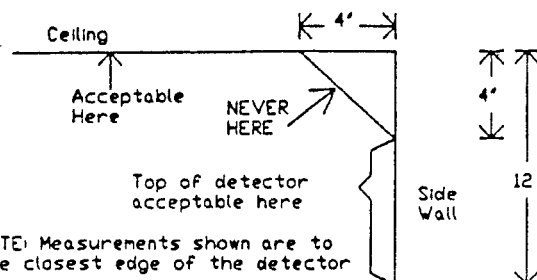 4"
Ceiling
Acceptable
Here
NEVER
HERE
4"
Top of detector
acceptable here
Side
Wall
12
TE: Measurements shown are to
e closest edge of the detector